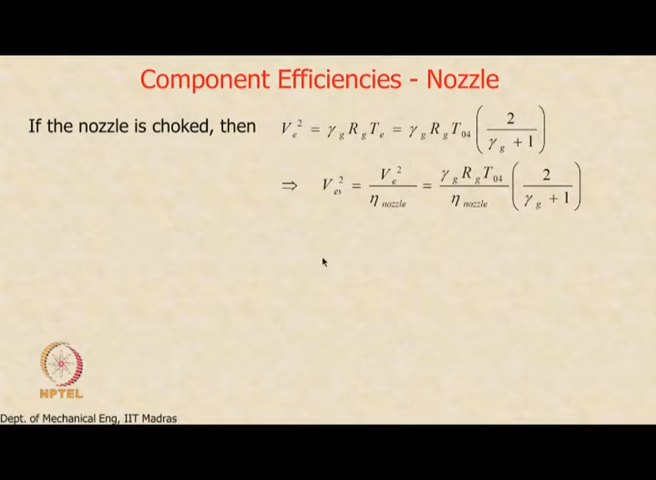 Component Efficiencies - Nozzle
If the nozzle is choked, then V_e^2 = γ_g R_g T_e = γ_g R_g T_04 (2 / (γ_g + 1))
⇒ V_es^2 = V_e^2 / η_nozzle = γ_g R_g T_04 / η_nozzle (2 / (γ_g + 1))
NPTEL
Dept. of Mechanical Eng, IIT Madras